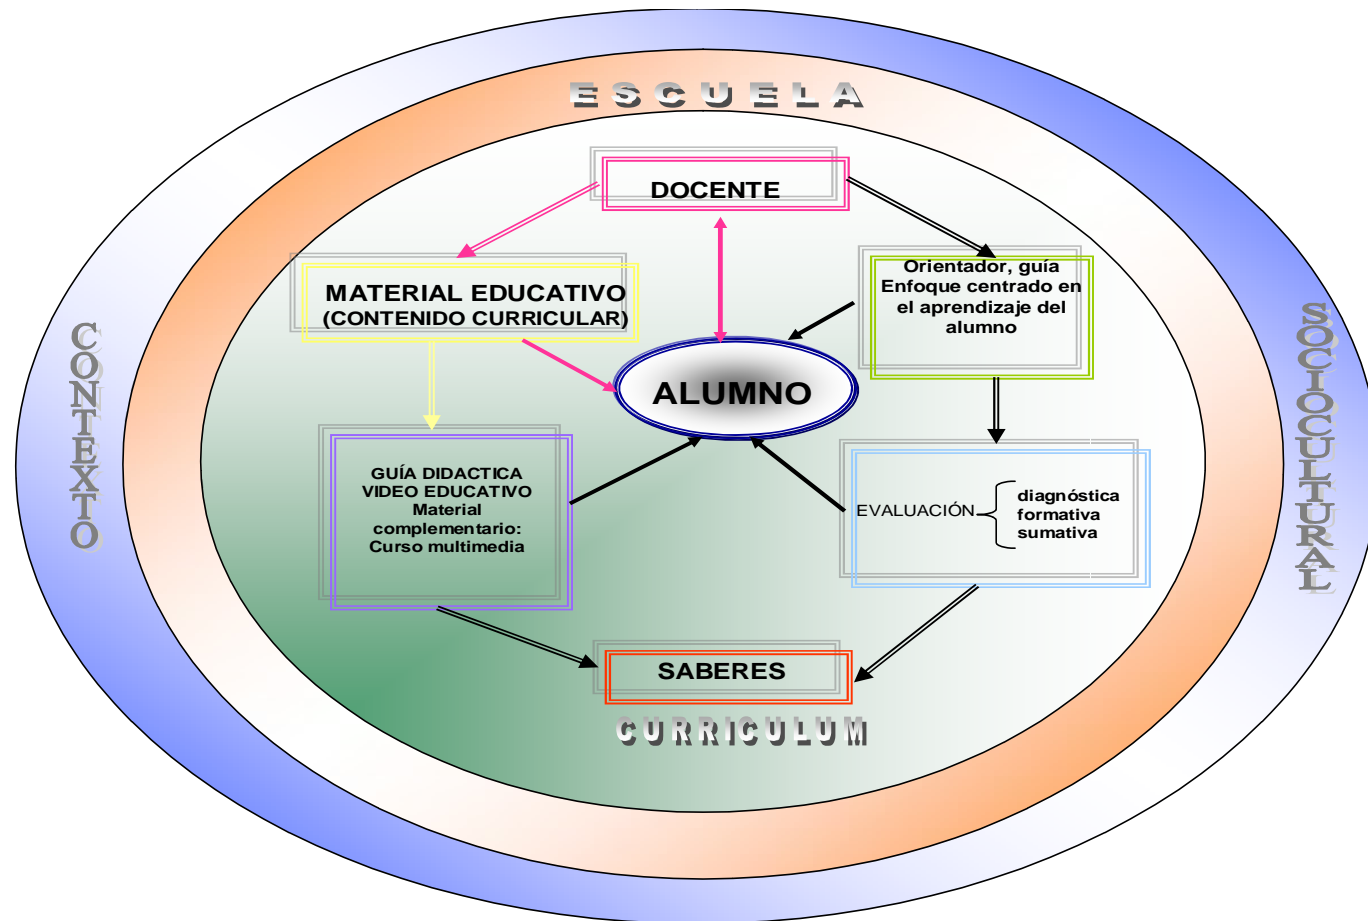 ESCUELA
DOCENTE
MATERIAL EDUCATIVO
(CONTENIDO CURRICULAR)
Orientador, guía
Enfoque centrado en
el aprendizaje del
alumno
CONTEXTO
SOCIOCULTURAL
ALUMNO
GUÍA DIDACTICA
VIDEO EDUCATIVO
Material
complementario:
Curso multimedia
EVALUACIÓN
diagnóstica
formativa
sumativa
SABERES
CURRICULUM